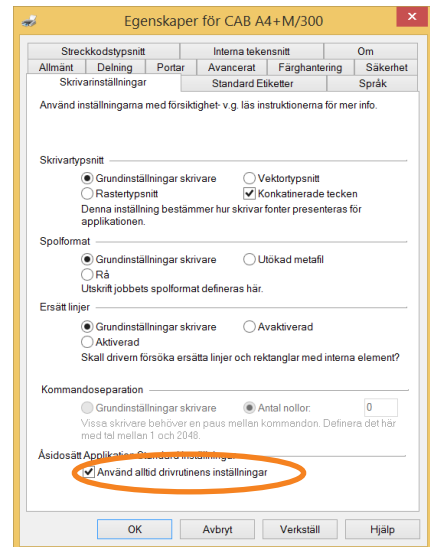 Egenskaper för CAB A4+M/300
Streckkodstypsnitt Interna teckensnitt Om
Allmänt Delning Portar Avancerat Färghantering Säkerhet
Skrivarinställningar Standard Etiketter Språk
Använd inställningarna med försiktighet- v.g. läs instruktionerna för mer info.
Skrivartypsnitt
Grundinställningar skrivare Vektortypsnitt
Rastertypsnitt Konkatinerade tecken
Denna inställning bestämmer hur skrivar fonter presenteras för
applikationen.
Spolformat
Grundinställningar skrivare Utökad metafil
Rå
Utskrift jobbets spolformat defineras här.
Ersätt linjer
Grundinställningar skrivare Avaktiverad
Aktiverad
Skall drivern försöka ersätta linjer och rektanglar med interna element?
Kommandoseparation
Grundinställningar skrivare Antal nollor: 0
Vissa skrivare behöver en paus mellan kommandon. Definera det här
med tal mellan 1 och 2048.
Åsidosätt Applikation Standard Inställningar
Använd alltid drivrutinens inställningar
OK Avbryt Verkställ Hjälp